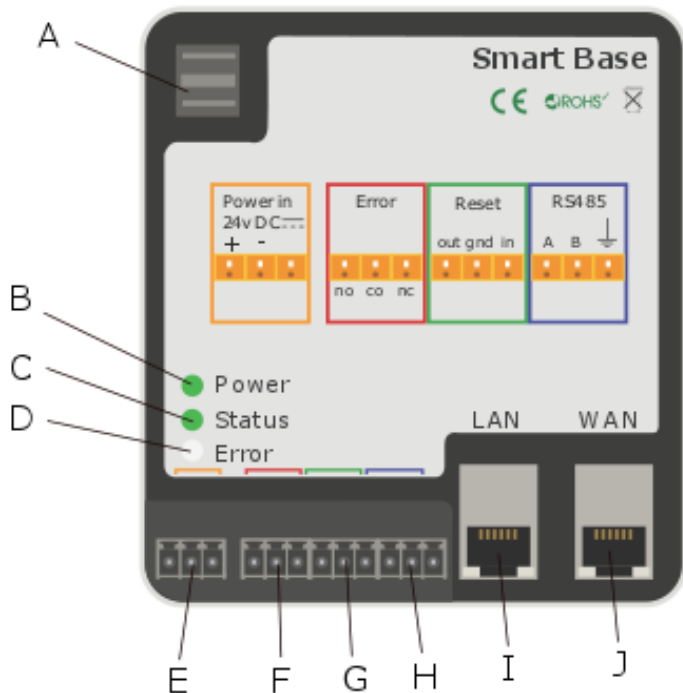 A
Smart Base
CE ROHS
Power in
24v DC
+ -
Error
no co nc
Reset
out gnd in
RS485
A B
B
Power
C
Status
D
Error
LAN
WAN
E
F
G
H
I
J